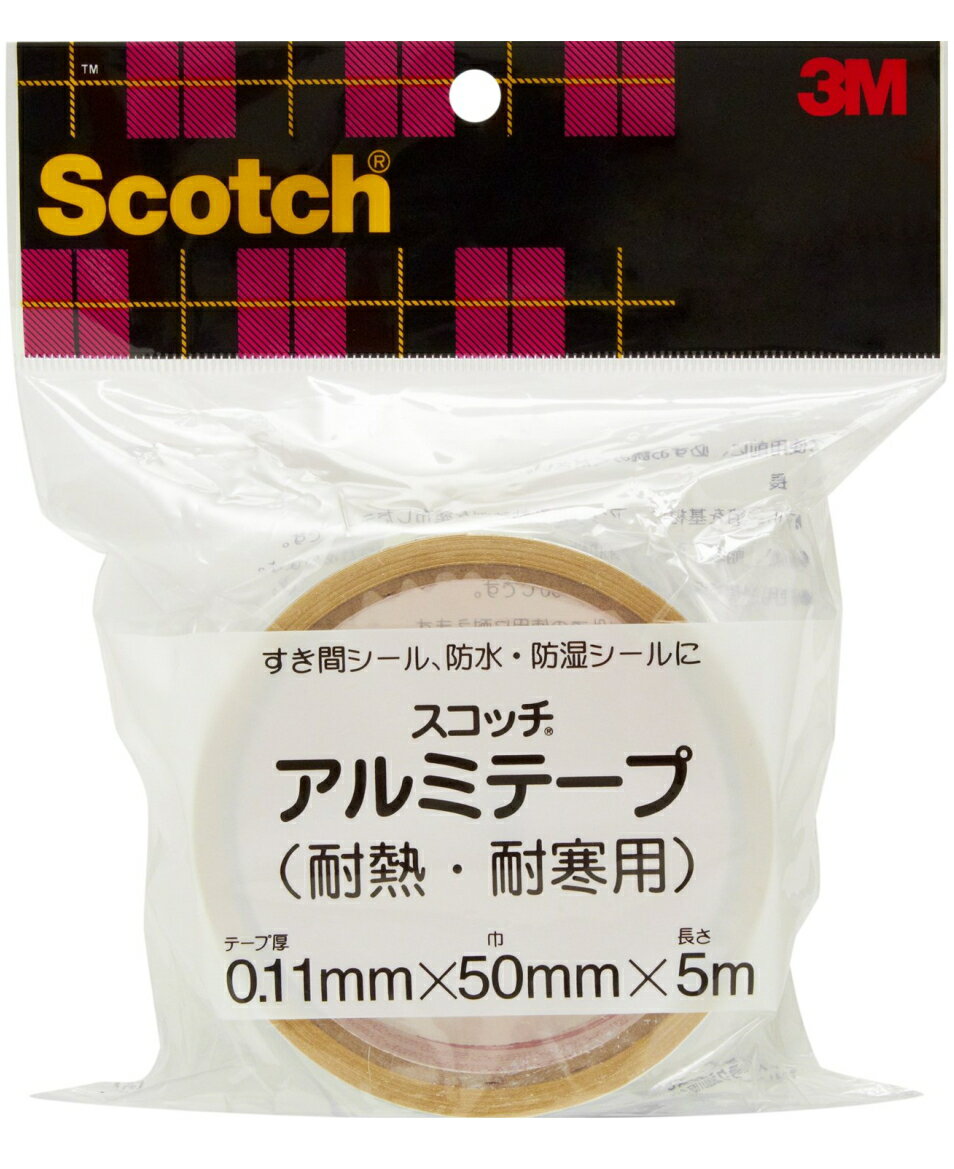 ™
3M
Scotch®
すき間シール、防水・防湿シールに
スコッチ®
アルミテープ
（耐熱・耐寒用）
テープ厚 巾 長さ
0.11mm×50mm×5m